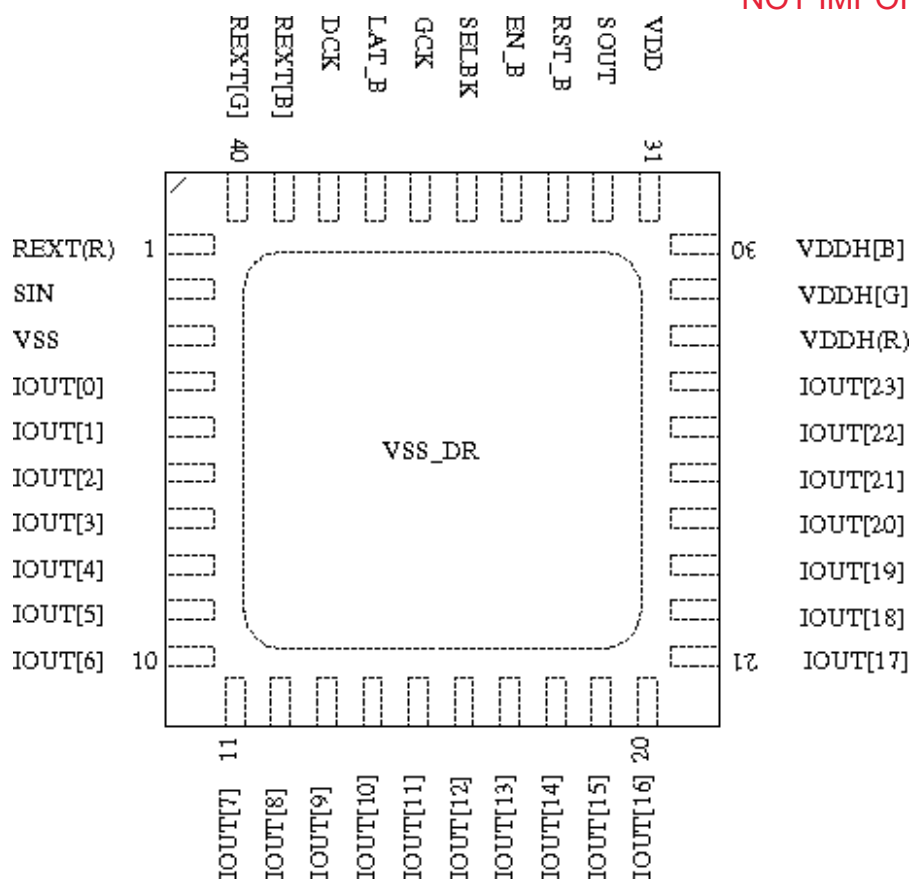 NOT IMPOR
REXT[G]
REXT[B]
DCK
LAT_B
GCK
SELBK
EN_B
RST_B
SOUT
VDD
40
31
REXT(R) 1
30 VDDH[B]
SIN
VDDH[G]
VSS
VDDH(R)
IOUT[0]
IOUT[23]
IOUT[1]
IOUT[22]
VSS_DR
IOUT[2]
IOUT[21]
IOUT[3]
IOUT[20]
IOUT[4]
IOUT[19]
IOUT[5]
IOUT[18]
IOUT[6] 10
21 IOUT[17]
11
20
IOUT[7]
IOUT[8]
IOUT[9]
IOUT[10]
IOUT[11]
IOUT[12]
IOUT[13]
IOUT[14]
IOUT[15]
IOUT[16]